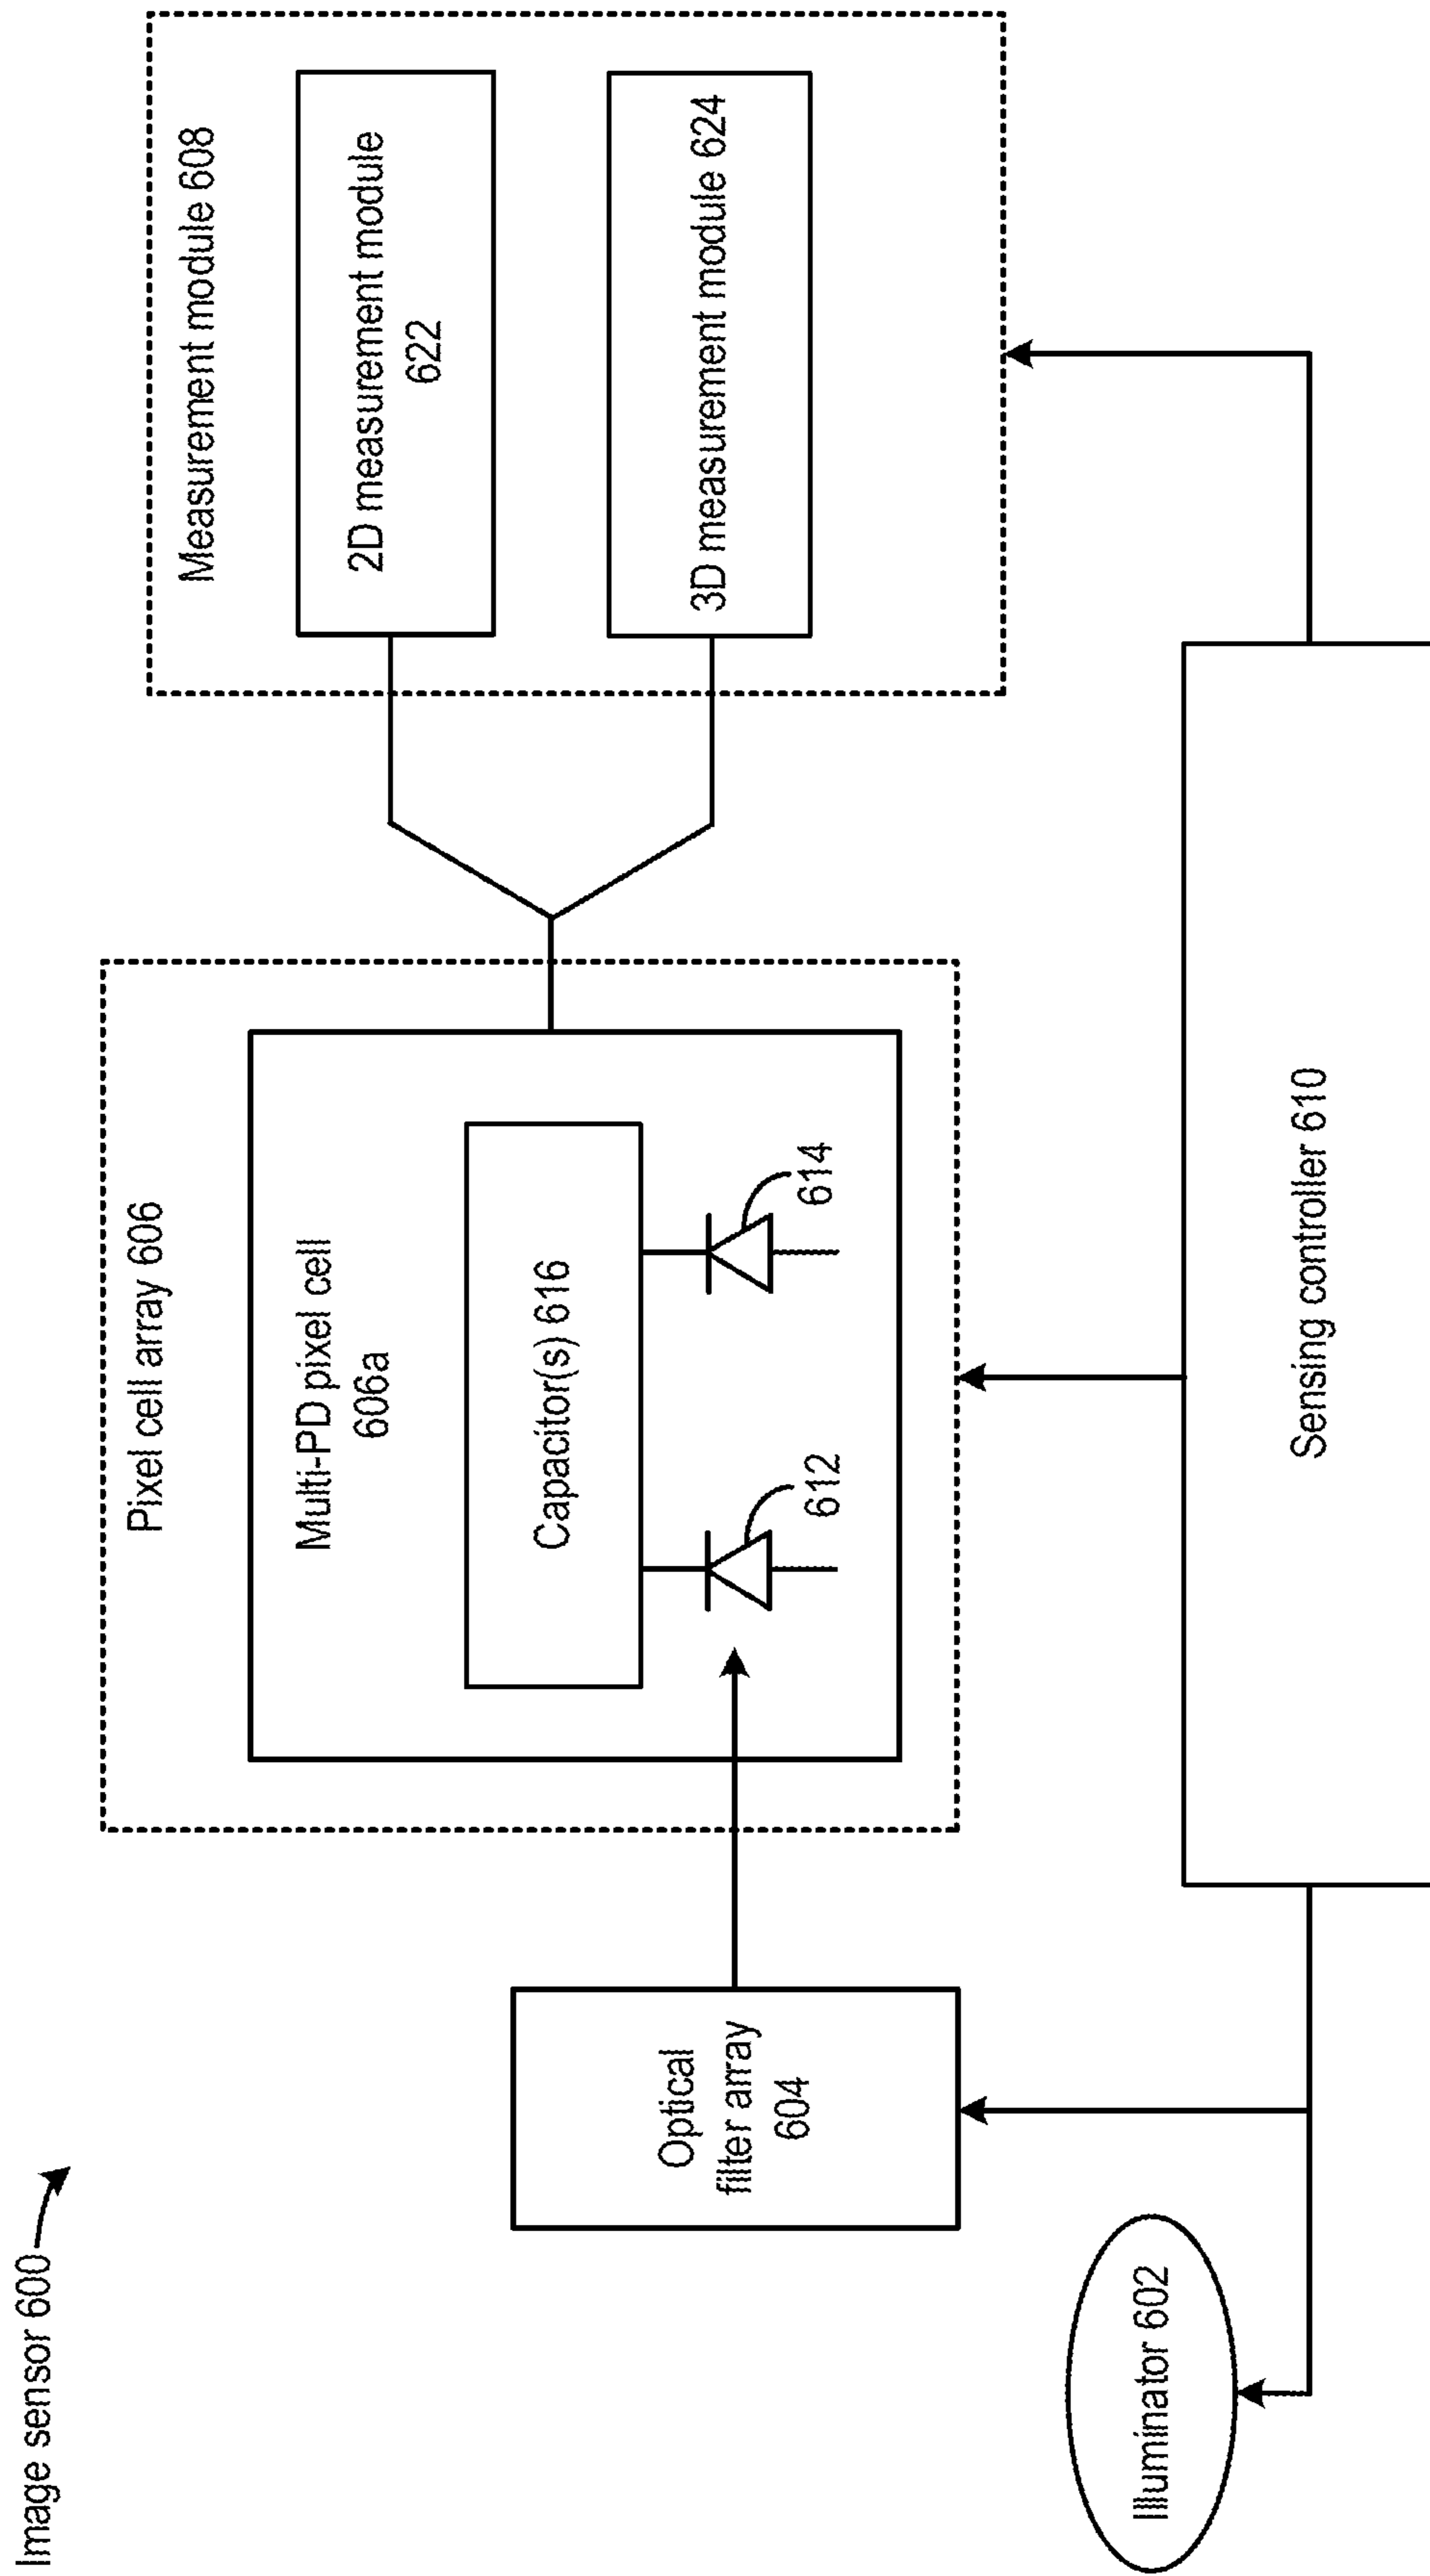 Image sensor 600
Pixel cell array 606
Multi-PD pixel cell
606a
Capacitor(s) 616
612
614
Measurement module 608
2D measurement module
622
3D measurement module 624
Optical
filter array
604
Illuminator 602
Sensing controller 610